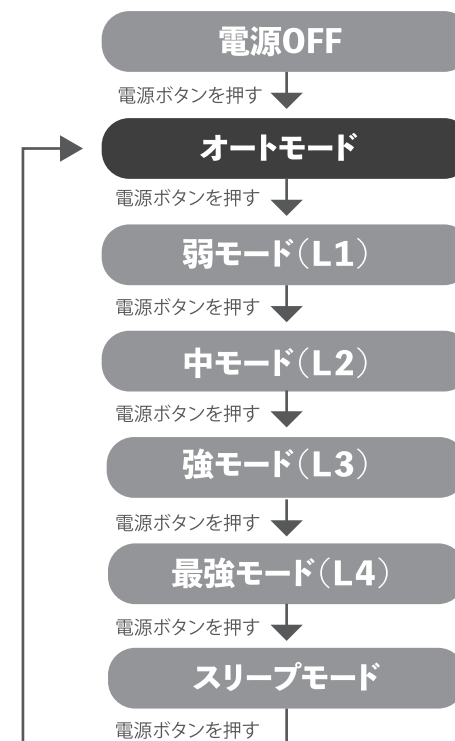 電源OFF
電源ボタンを押す
オートモード
電源ボタンを押す
弱モード(L1)
電源ボタンを押す
中モード(L2)
電源ボタンを押す
強モード(L3)
電源ボタンを押す
最強モード(L4)
電源ボタンを押す
スリープモード
電源ボタンを押す